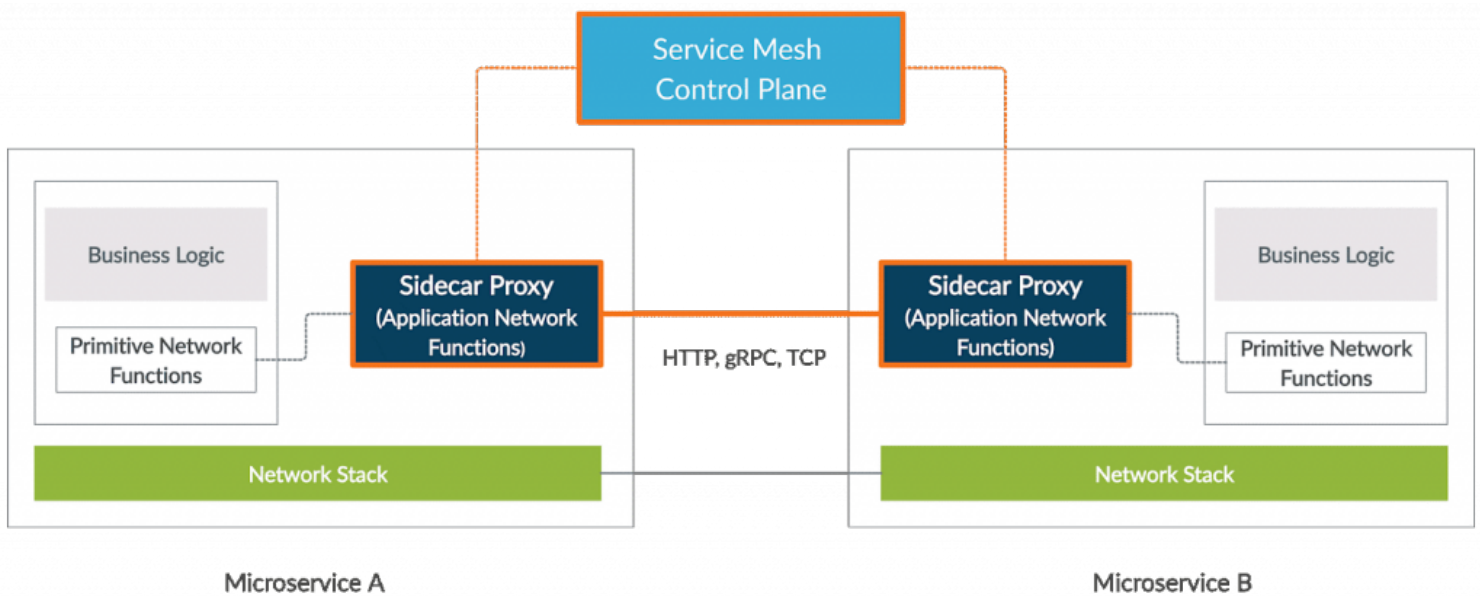 Service Mesh
Control Plane
Business Logic
Primitive Network
Functions
Sidecar Proxy
(Application Network
Functions)
HTTP, gRPC, TCP
Sidecar Proxy
(Application Network
Functions)
Business Logic
Primitive Network
Functions
Network Stack
Network Stack
Microservice A
Microservice B